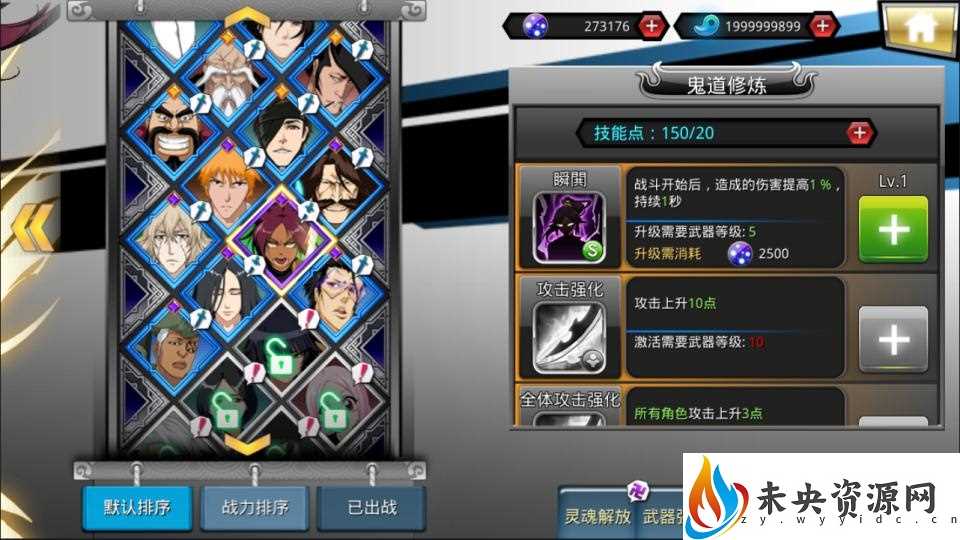 273176
1999999899
鬼道修炼
技能点：150/20
瞬閧
战斗开始后，造成的伤害提高1%，
持续1秒
升级需要武器等级: 5
升级需消耗 2500
Lv.1
S
攻击强化
攻击上升10点
激活需要武器等级: 10
全体攻击强化
所有角色攻击上升3点
默认排序
战力排序
已出战
灵魂解放
武器
未央资源网
zy.wyyidc.cn